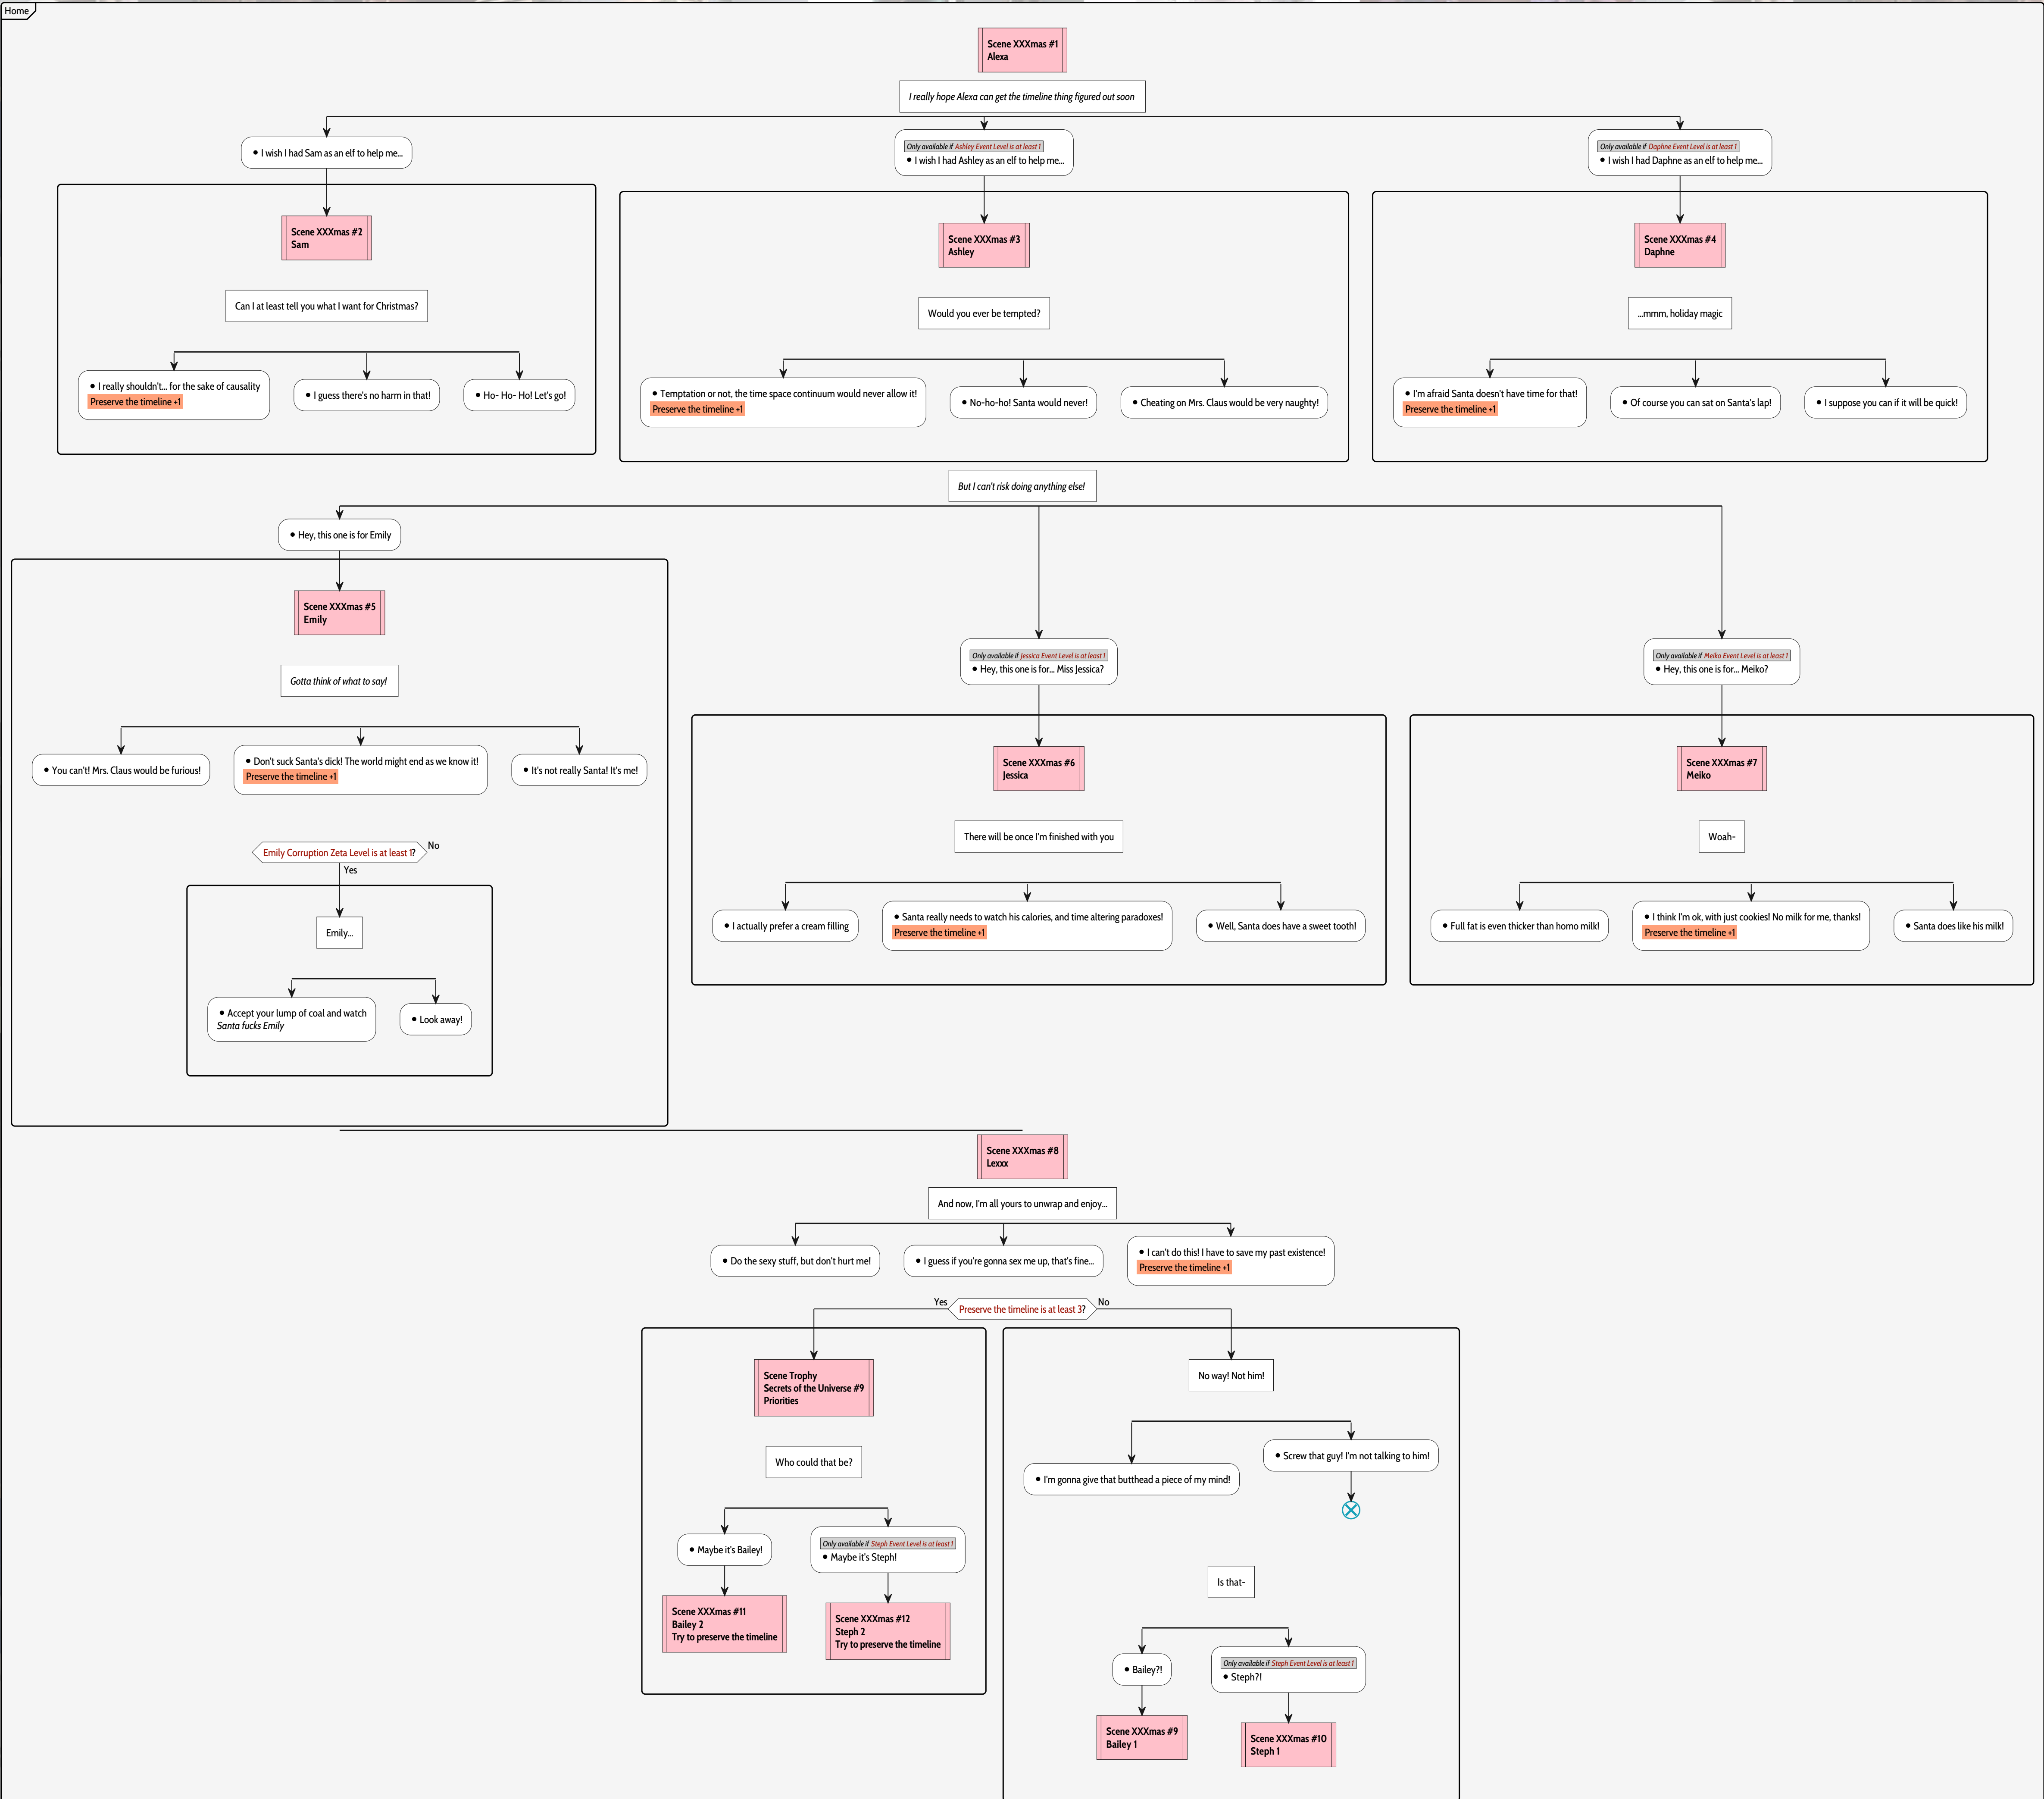 Home
Scene XXXmas #1
Alexa
I really hope Alexa can get the timeline thing figured out soon
I wish I had Sam as an elf to help me...
Only available if Ashley Event Level is at least 1
I wish I had Ashley as an elf to help me...
Only available if Daphne Event Level is at least 1
I wish I had Daphne as an elf to help me...
Scene XXXmas #2
Sam
Can I at least tell you what I want for Christmas?
I really shouldn't... for the sake of causality
Preserve the timeline +1
I guess there's no harm in that!
Ho- Ho- Ho! Let's go!
Scene XXXmas #3
Ashley
Would you ever be tempted?
Temptation or not, the time space continuum would never allow it!
Preserve the timeline +1
No-ho-ho! Santa would never!
Cheating on Mrs. Claus would be very naughty!
Scene XXXmas #4
Daphne
...mmm, holiday magic
I'm afraid Santa doesn't have time for that!
Preserve the timeline +1
Of course you can sat on Santa's lap!
I suppose you can if it will be quick!
But I can't risk doing anything else!
Hey, this one is for Emily
Scene XXXmas #5
Emily
Gotta think of what to say!
You can't! Mrs. Claus would be furious!
Don't suck Santa's dick! The world might end as we know it!
Preserve the timeline +1
It's not really Santa! It's me!
Emily Corruption Zeta Level is at least 1?
No
Yes
Emily...
Accept your lump of coal and watch
Santa fucks Emily
Look away!
Only available if Jessica Event Level is at least 1
Hey, this one is for... Miss Jessica?
Scene XXXmas #6
Jessica
There will be once I'm finished with you
I actually prefer a cream filling
Santa really needs to watch his calories, and time altering paradoxes!
Preserve the timeline +1
Well, Santa does have a sweet tooth!
Only available if Meiko Event Level is at least 1
Hey, this one is for... Meiko?
Scene XXXmas #7
Meiko
Woah-
Full fat is even thicker than homo milk!
I think I'm ok, with just cookies! No milk for me, thanks!
Preserve the timeline +1
Santa does like his milk!
Scene XXXmas #8
Lexxx
And now, I'm all yours to unwrap and enjoy...
Do the sexy stuff, but don't hurt me!
I guess if you're gonna sex me up, that's fine...
I can't do this! I have to save my past existence!
Preserve the timeline +1
Yes
Preserve the timeline is at least 3?
No
Scene Trophy
Secrets of the Universe #9
Priorities
Who could that be?
Maybe it's Bailey!
Only available if Steph Event Level is at least 1
Maybe it's Steph!
Scene XXXmas #11
Bailey 2
Try to preserve the timeline
Scene XXXmas #12
Steph 2
Try to preserve the timeline
No way! Not him!
I'm gonna give that butthead a piece of my mind!
Screw that guy! I'm not talking to him!
Is that-
Bailey?!
Only available if Steph Event Level is at least 1
Steph?!
Scene XXXmas #9
Bailey 1
Scene XXXmas #10
Steph 1